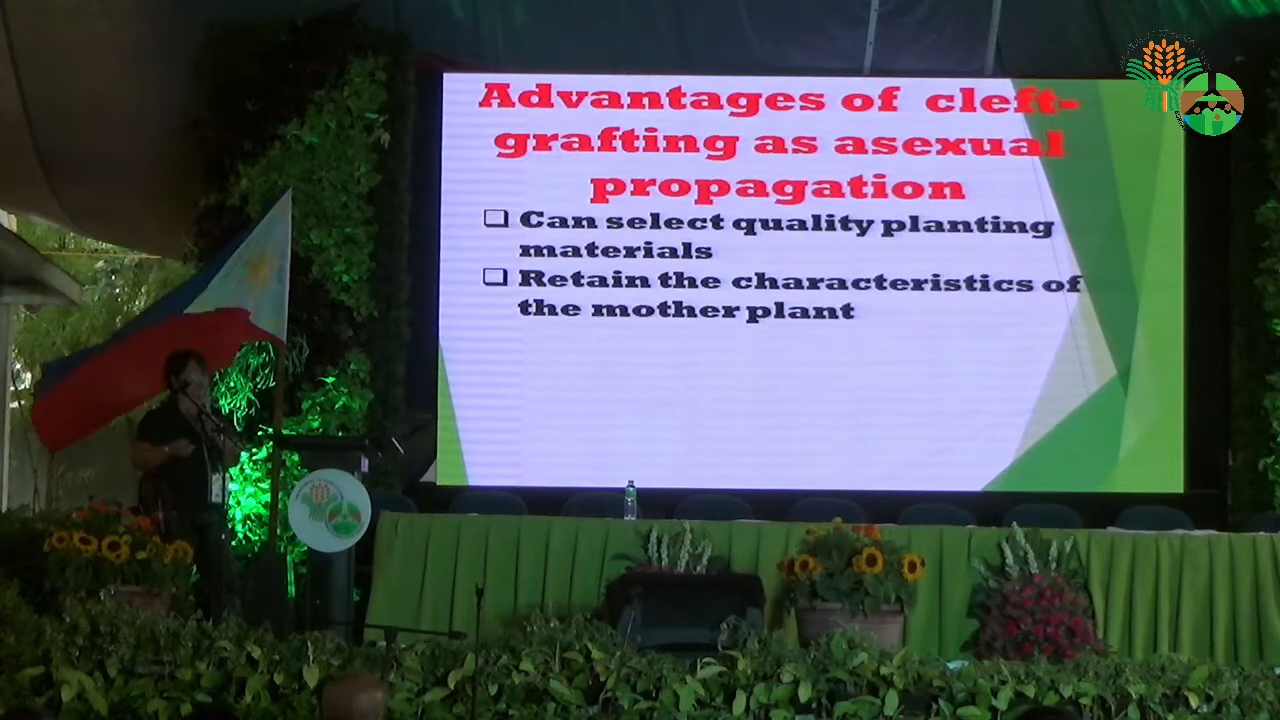 Advantages of cleft-
grafting as asexual
propagation
❑ Can select quality planting
materials
❑ Retain the characteristics of
the mother plant